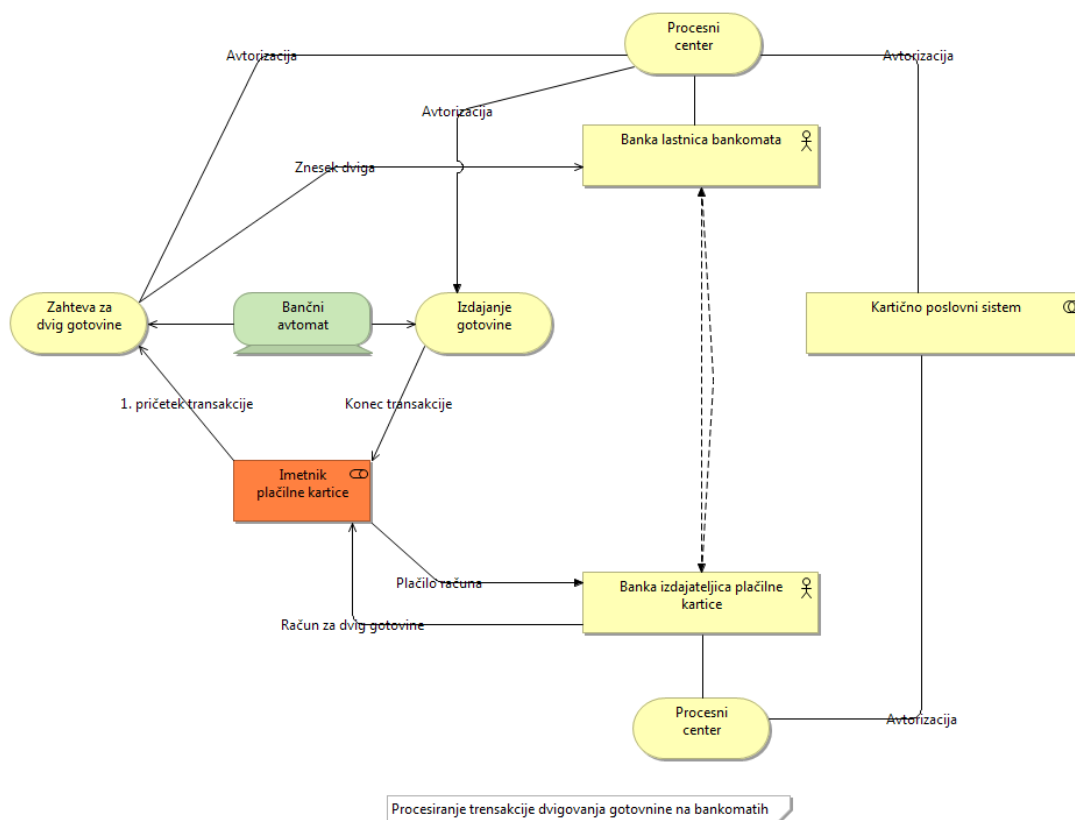 Procesni
center
Avtorizacija
Avtorizacija
Avtorizacija
Banka lastnica bankomata
Znesek dviga
Zahteva za
dvig gotovine
Bančni
avtomat
Izdajanje
gotovine
Kartično poslovni sistem
1. pričetek transakcije
Konec transakcije
Imetnik
plačilne kartice
Plačilo računa
Banka izdajateljica plačilne
kartice
Račun za dvig gotovine
Procesni
center
Avtorizacija
Procesiranje trensakcije dvigovanja gotovnine na bankomatih